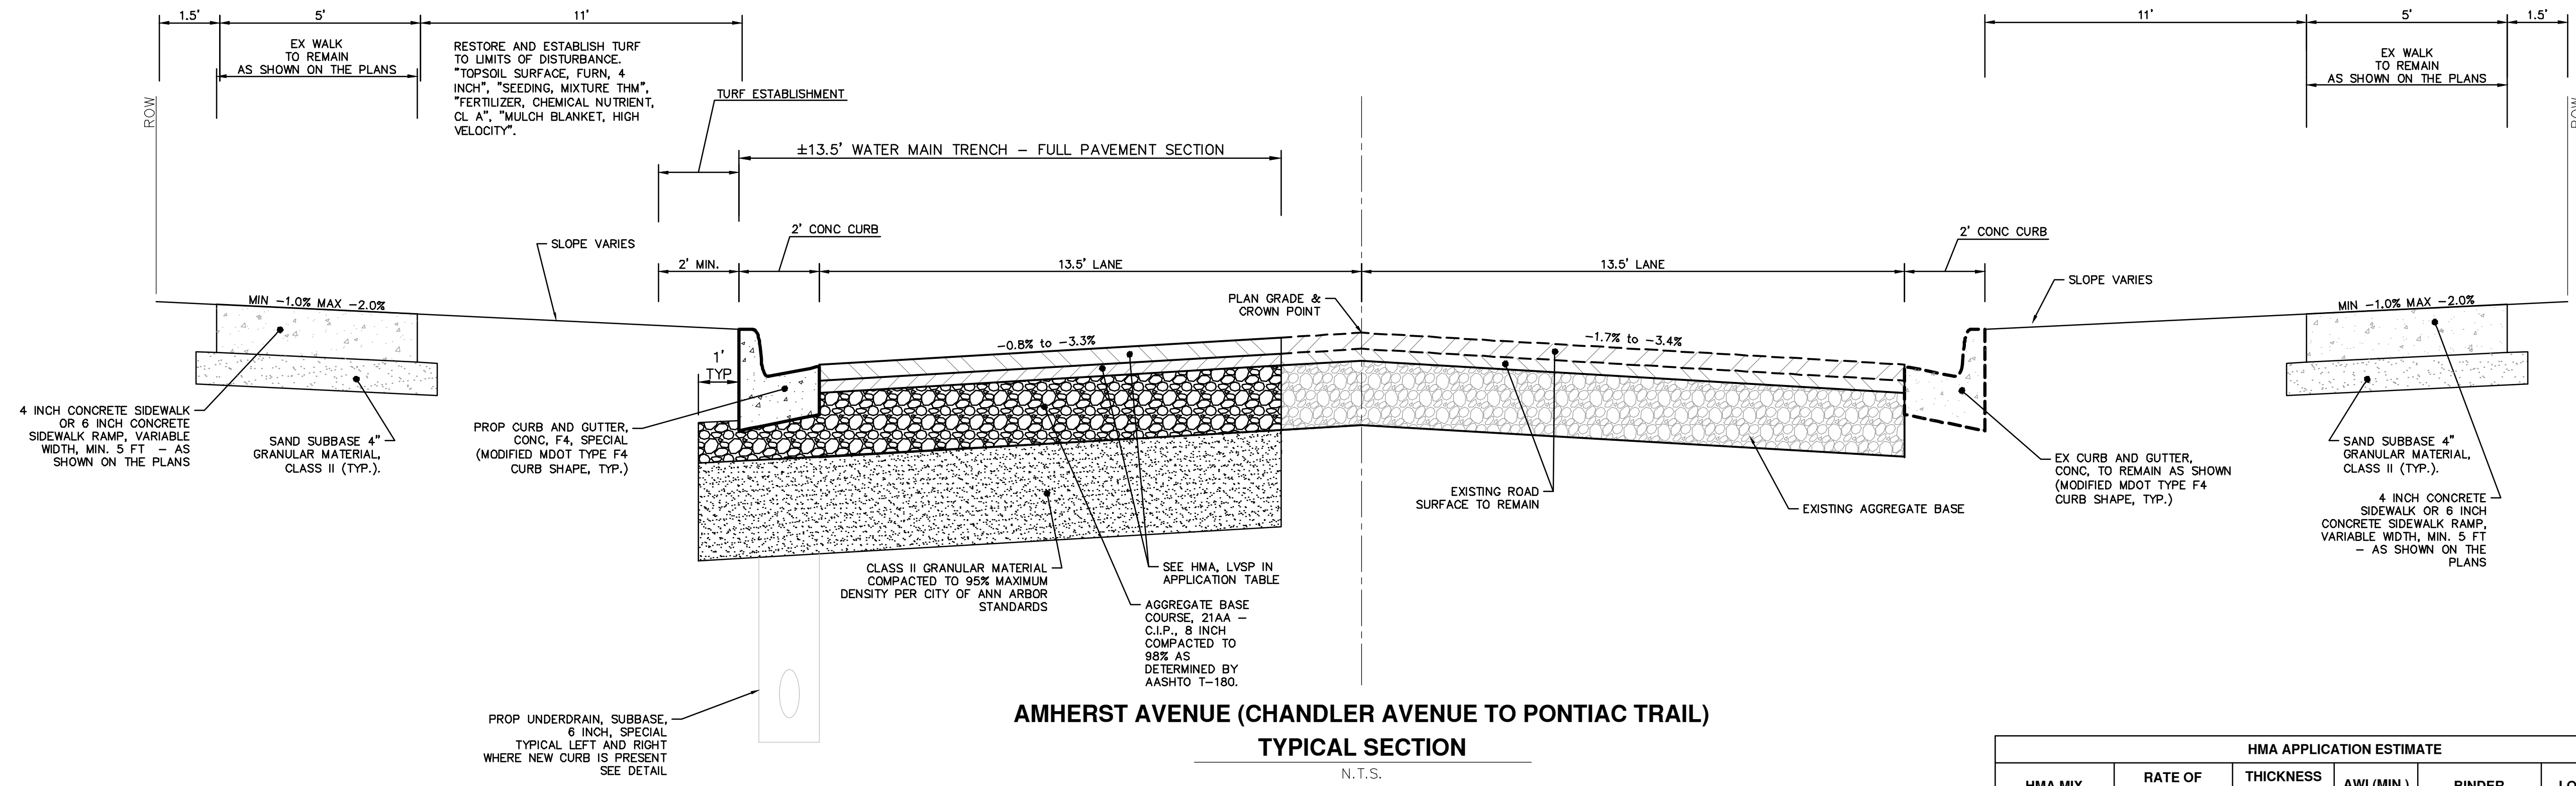 1.5'
5'
11'
11'
5'
1.5'
EX WALK
TO REMAIN
AS SHOWN ON THE PLANS
RESTORE AND ESTABLISH TURF
TO LIMITS OF DISTURBANCE.
"TOPSOIL SURFACE, FURN, 4
INCH", "SEEDING, MIXTURE THM",
"FERTILIZER, CHEMICAL NUTRIENT,
CL A", "MULCH BLANKET, HIGH
VELOCITY".
EX WALK
TO REMAIN
AS SHOWN ON THE PLANS
ROW
TURF ESTABLISHMENT
ROW
±13.5' WATER MAIN TRENCH – FULL PAVEMENT SECTION
SLOPE VARIES
2' CONC CURB
2' CONC CURB
2' MIN.
13.5' LANE
13.5' LANE
SLOPE VARIES
MIN –1.0% MAX –2.0%
PLAN GRADE &
CROWN POINT
MIN –1.0% MAX –2.0%
–0.8% to –3.3%
–1.7% to –3.4%
1'
TYP
4 INCH CONCRETE SIDEWALK
OR 6 INCH CONCRETE
SIDEWALK RAMP, VARIABLE
WIDTH, MIN. 5 FT – AS
SHOWN ON THE PLANS
SAND SUBBASE 4"
GRANULAR MATERIAL,
CLASS II (TYP.).
PROP CURB AND GUTTER,
CONC, F4, SPECIAL
(MODIFIED MDOT TYPE F4
CURB SHAPE, TYP.)
EXISTING ROAD
SURFACE TO REMAIN
EXISTING AGGREGATE BASE
EX CURB AND GUTTER,
CONC, TO REMAIN AS SHOWN
(MODIFIED MDOT TYPE F4
CURB SHAPE, TYP.)
SAND SUBBASE 4"
GRANULAR MATERIAL,
CLASS II (TYP.).
4 INCH CONCRETE
SIDEWALK OR 6 INCH
CONCRETE SIDEWALK RAMP,
VARIABLE WIDTH, MIN. 5 FT
– AS SHOWN ON THE
PLANS
CLASS II GRANULAR MATERIAL
COMPACTED TO 95% MAXIMUM
DENSITY PER CITY OF ANN ARBOR
STANDARDS
SEE HMA, LVSP IN
APPLICATION TABLE
AGGREGATE BASE
COURSE, 21AA –
C.I.P., 8 INCH
COMPACTED TO
98% AS
DETERMINED BY
AASHTO T–180.
PROP UNDERDRAIN, SUBBASE,
6 INCH, SPECIAL
TYPICAL LEFT AND RIGHT
WHERE NEW CURB IS PRESENT
SEE DETAIL
AMHERST AVENUE (CHANDLER AVENUE TO PONTIAC TRAIL)
TYPICAL SECTION
N.T.S.
HMA APPLICATION ESTIMATE
HMA MIX
RATE OF
THICKNESS
AWI (MIN.)
BINDER